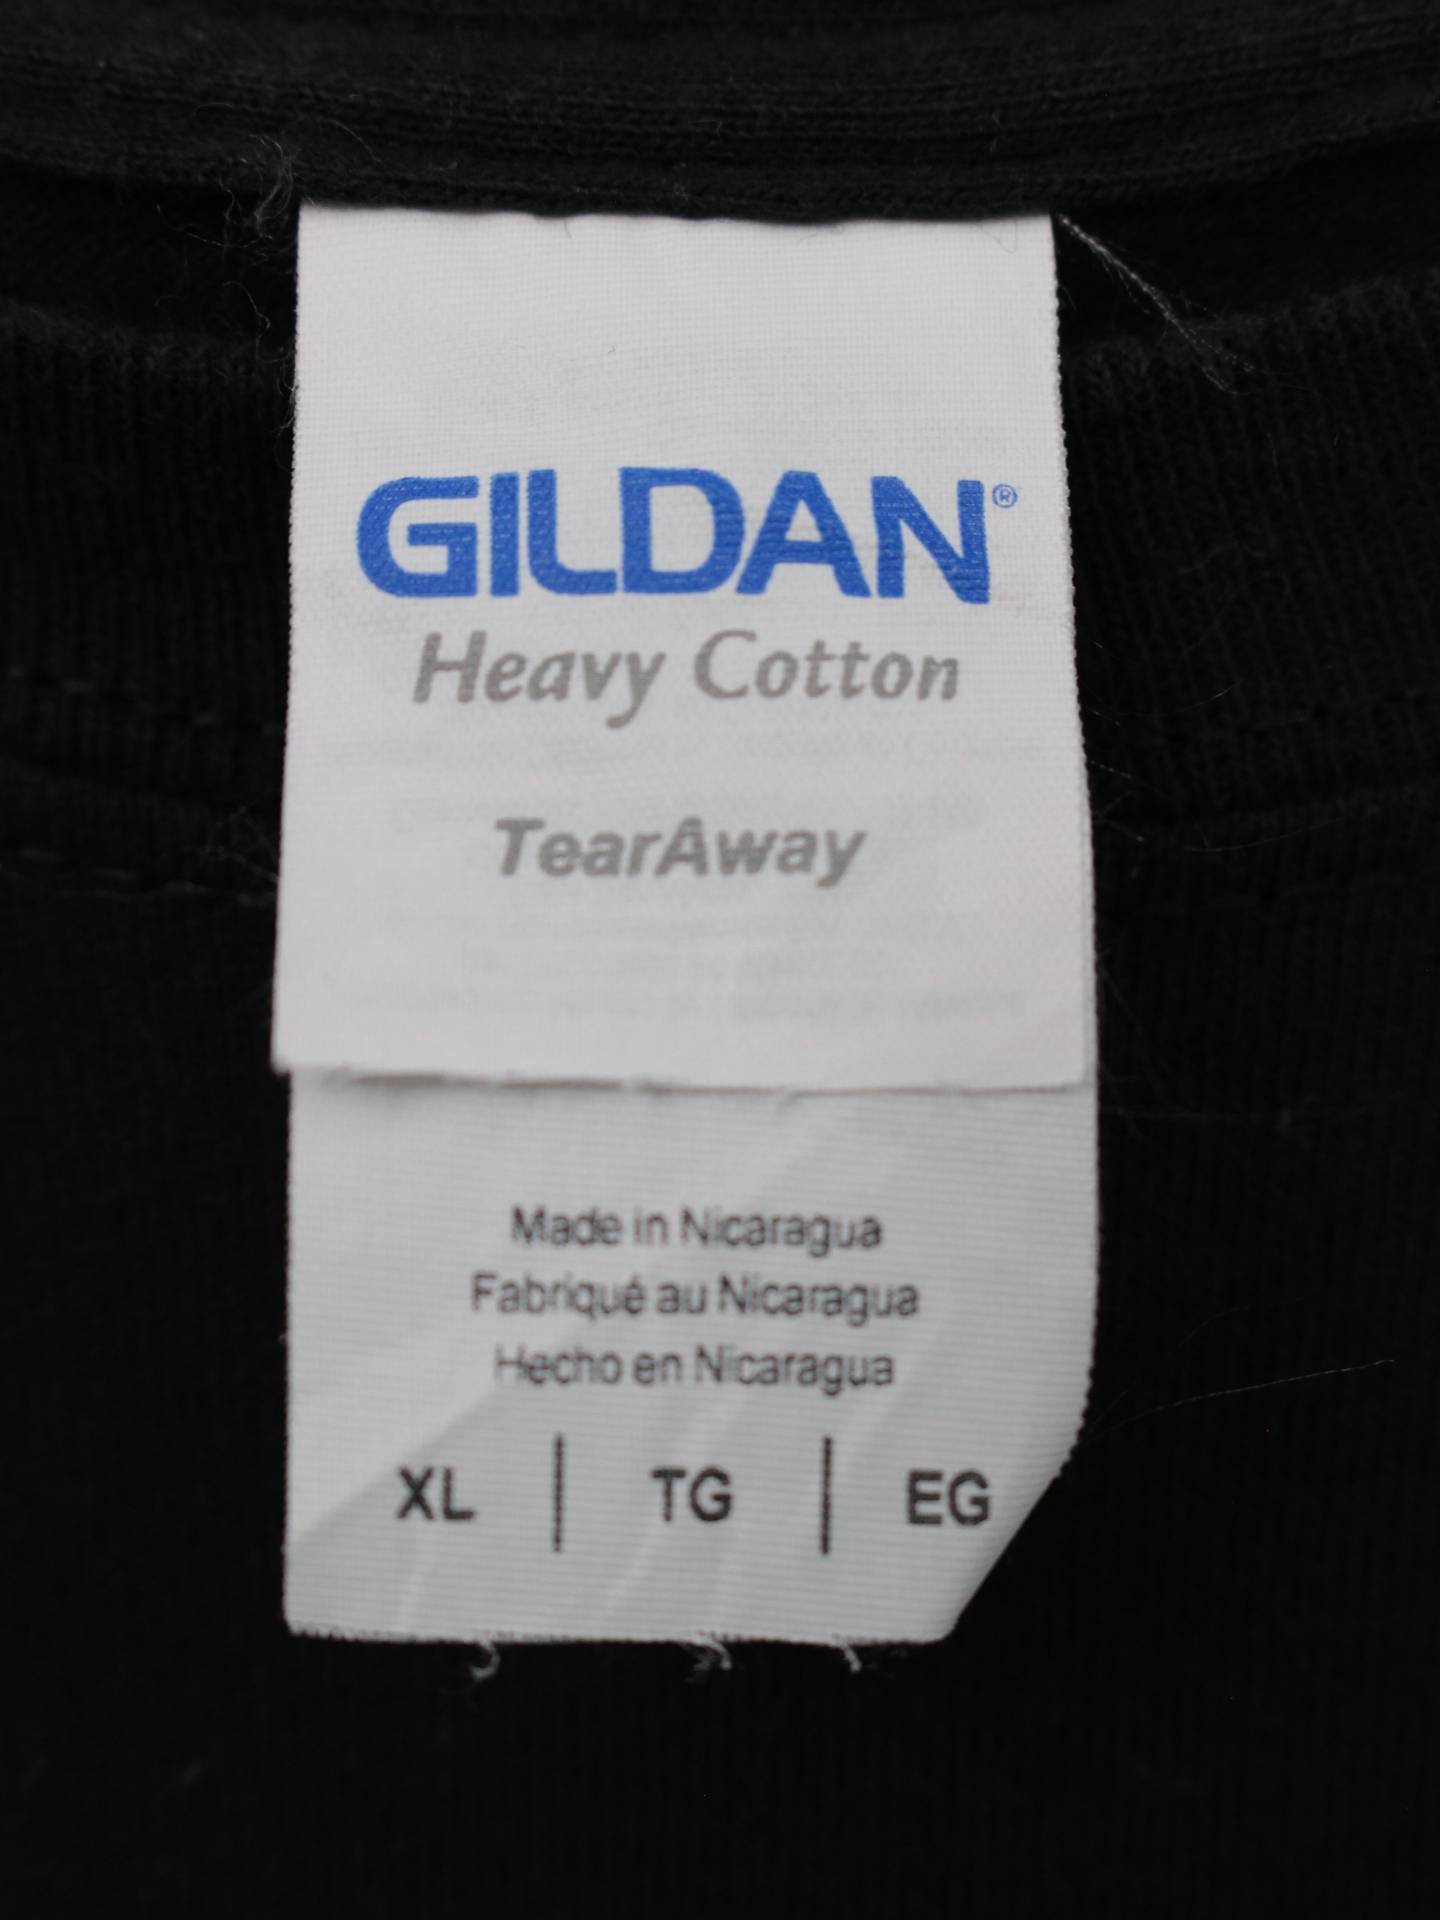 GILDAN®
Heavy Cotton
TearAway
Made in Nicaragua
Fabriqué au Nicaragua
Hecho en Nicaragua
XL | TG | EG